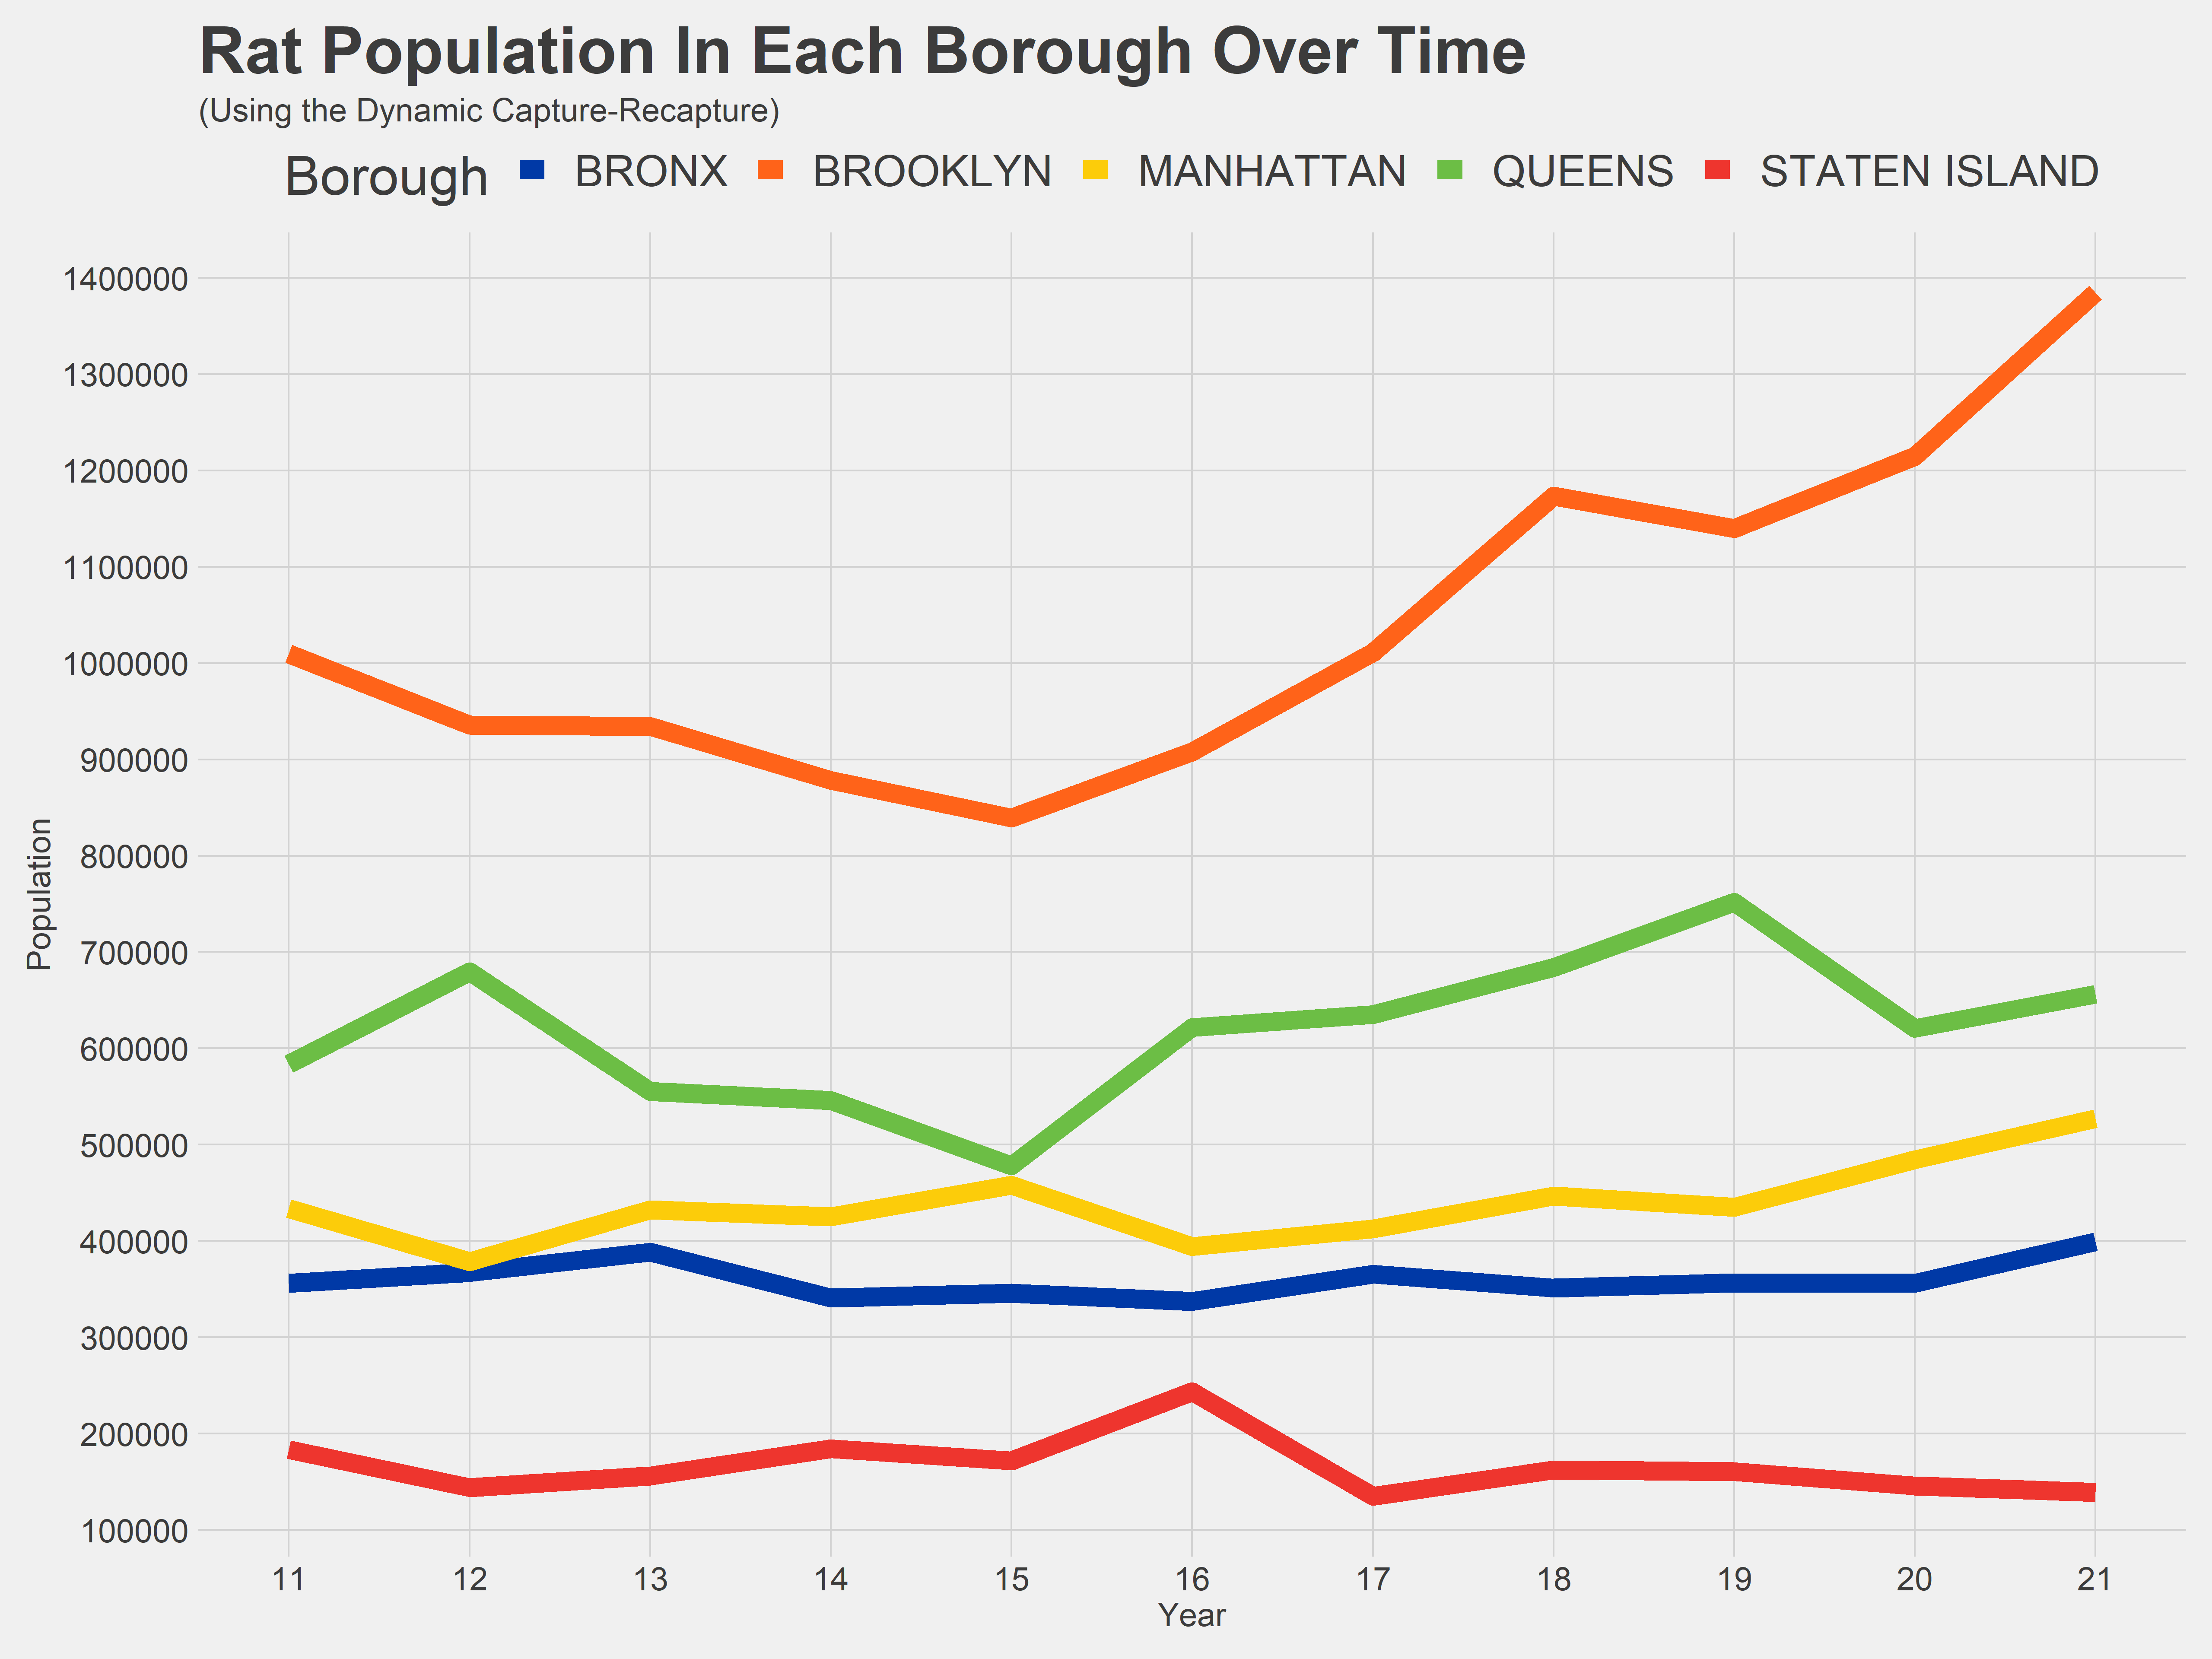 Rat Population In Each Borough Over Time
(Using the Dynamic Capture-Recapture)
Borough BRONX BROOKLYN MANHATTAN QUEENS STATEN ISLAND
1400000
1300000
1200000
1100000
1000000
900000
800000
700000
600000
500000
400000
300000
200000
100000
Population
11 12 13 14 15 16 17 18 19 20 21
Year